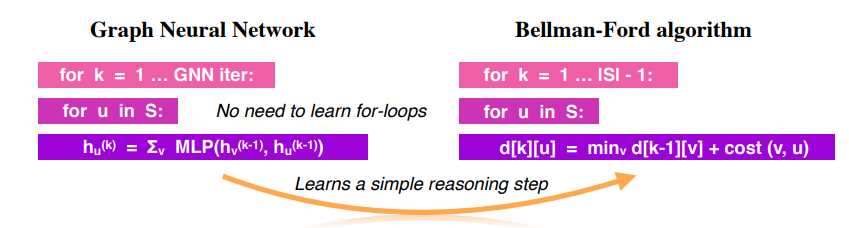 Graph Neural Network
Bellman-Ford algorithm
for k = 1 ... GNN iter:
for k = 1 ... |S| - 1:
for u in S:
No need to learn for-loops
for u in S:
hᵤ⁽ᵏ⁾ = Σᵥ MLP(hᵥ⁽ᵏ⁻¹⁾, hᵤ⁽ᵏ⁻¹⁾)
d[k][u] = minᵥ d[k-1][v] + cost (v, u)
Learns a simple reasoning step